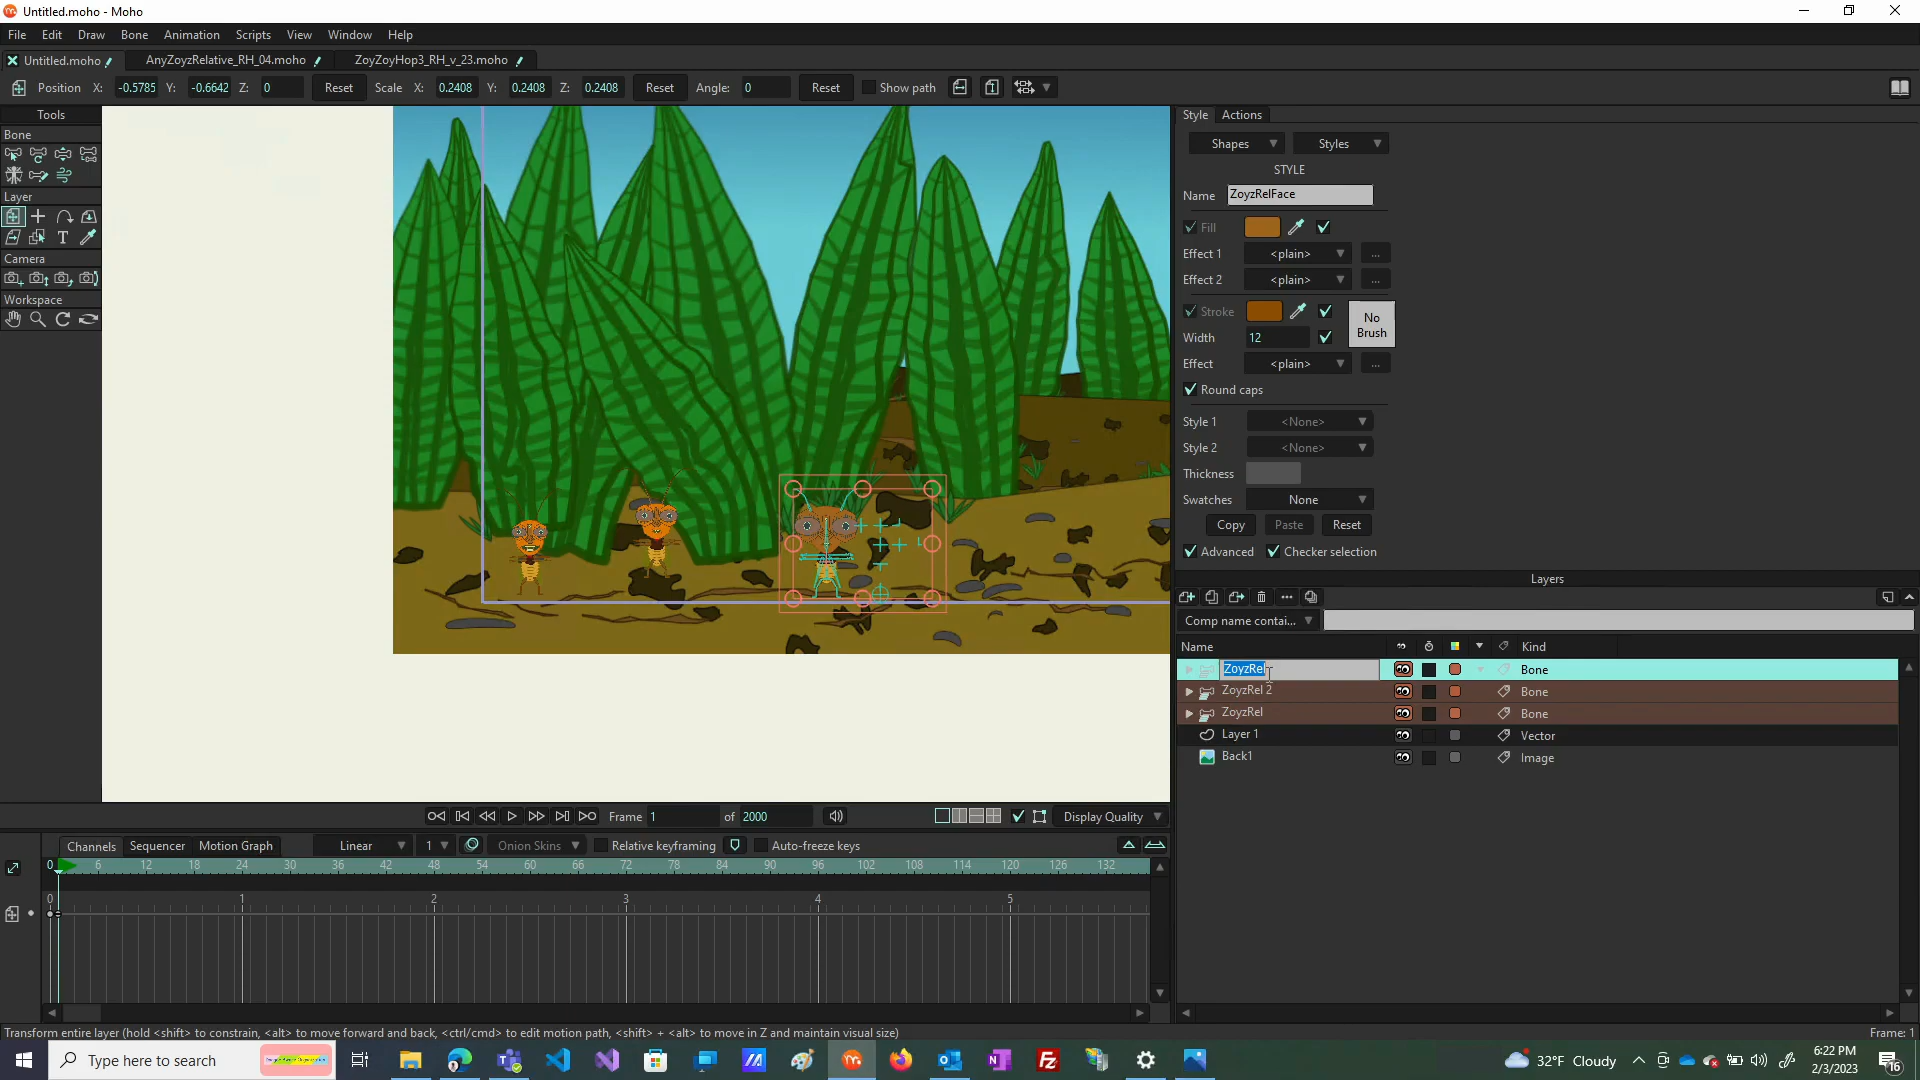 Untitled.moho - Moho
File Edit Draw Bone Animation Scripts View Window Help
Untitled.moho AnyZoyzRelative_RH_04.moho ZoyZoyHop3_RH_v_23.moho
Position X: -0.5785 Y: -0.6642 Z: 0 Reset Scale X: 0.2408 Y: 0.2408 Z: 0.2408 Reset Angle: 0 Reset Show path
Tools
Bone
Layer
Camera
Workspace
Style Actions
Shapes Styles
STYLE
Name ZoyzRelFace
Fill
Effect 1 <plain> ...
Effect 2 <plain> ...
Stroke No Brush
Width 12
Effect <plain> ...
Round caps
Style 1 <None>
Style 2 <None>
Thickness
Swatches None
Copy Paste Reset
Advanced Checker selection
Layers
Comp name contai...
Name Kind
ZoyzRel Bone
ZoyzRel 2 Bone
ZoyzRel Bone
Layer 1 Vector
Back1 Image
Frame 1 of 2000 Display Quality
Channels Sequencer Motion Graph Linear 1 Onion Skins Relative keyframing Auto-freeze keys
0 6 12 18 24 30 36 42 48 54 60 66 72 78 84 90 96 102 108 114 120 126 132
0 1 2 3 4 5
Transform entire layer (hold <shift> to constrain, <alt> to move forward and back, <ctrl/cmd> to edit motion path, <shift> + <alt> to move in Z and maintain visual size) Frame: 1
Type here to search 32°F Cloudy 6:22 PM
2/3/2023 16